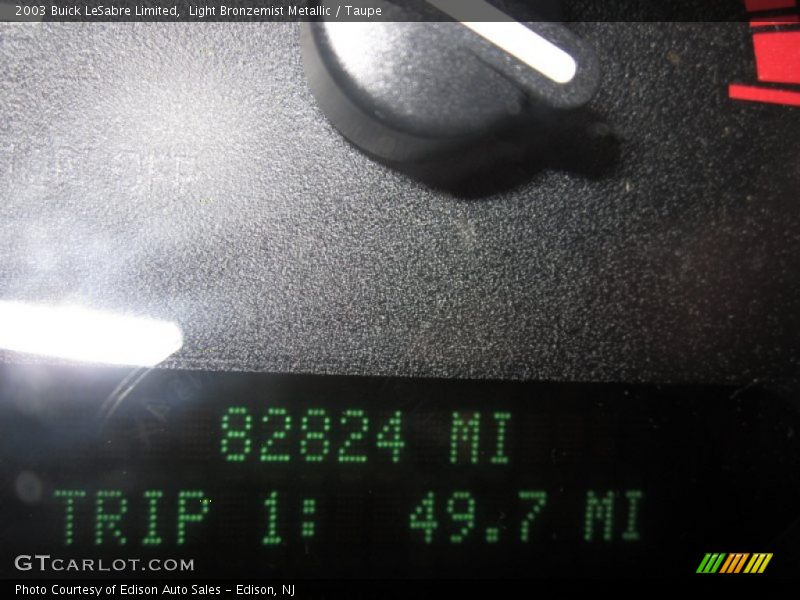 2003 Buick LeSabre Limited,  Light Bronzemist Metallic / Taupe
82824 MI
TRIP 1: 49.7 MI
GTCARLOT.COM
Photo Courtesy of Edison Auto Sales – Edison, NJ